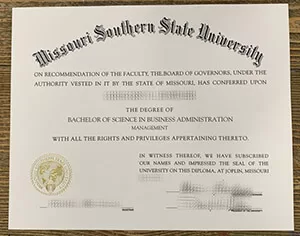 Missouri Southern State University
ON RECOMMENDATION OF THE FACULTY, THE BOARD OF GOVERNORS, UNDER THE
AUTHORITY VESTED IN IT BY THE STATE OF MISSOURI, HAS CONFERRED UPON
THE DEGREE OF
BACHELOR OF SCIENCE IN BUSINESS ADMINISTRATION
MANAGEMENT
WITH ALL THE RIGHTS AND PRIVILEGES APPERTAINING THERETO.
IN WITNESS THEREOF, WE HAVE SUBSCRIBED
OUR NAMES AND IMPRESSED THE SEAL OF THE
UNIVERSITY ON THIS DIPLOMA, AT JOPLIN, MISSOURI